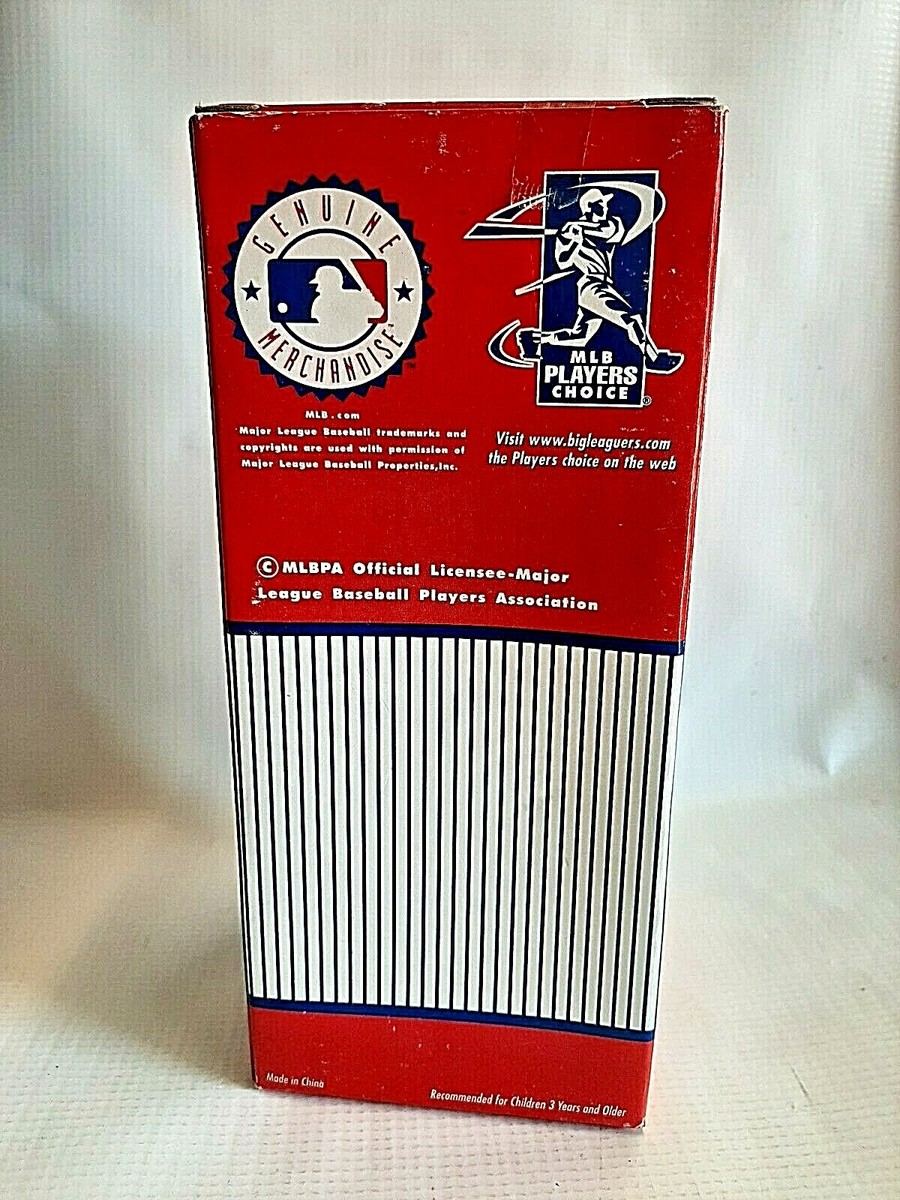 GENUINE
MERCHANDISE™
MLB
PLAYERS
CHOICE®
MLB.com
Major League Baseball trademarks and
copyrights are used with permission of
Major League Baseball Properties,Inc.
Visit www.bigleaguers.com
the Players choice on the web
©MLBPA Official Licensee-Major
League Baseball Players Association
Made in China
Recommended for Children 3 Years and Older